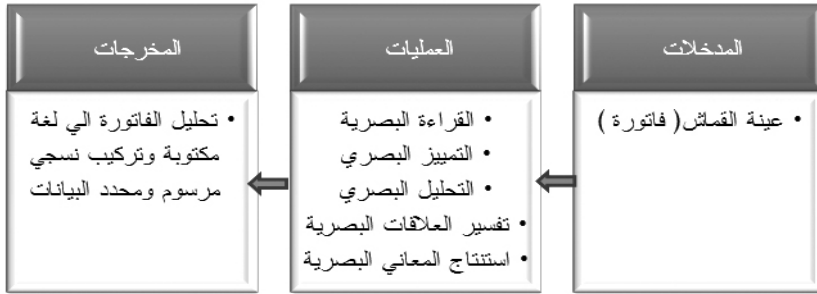 المدخلات
• عينة القماش( فاتورة )
العمليات
• القراءة البصرية
• التمييز البصري
• التحليل البصري
• تفسير العلاقات البصرية
• استنتاج المعاني البصرية
المخرجات
• تحليل الفاتورة الي لغة
مكتوبة وتركيب نسجي
مرسوم ومحدد البيانات